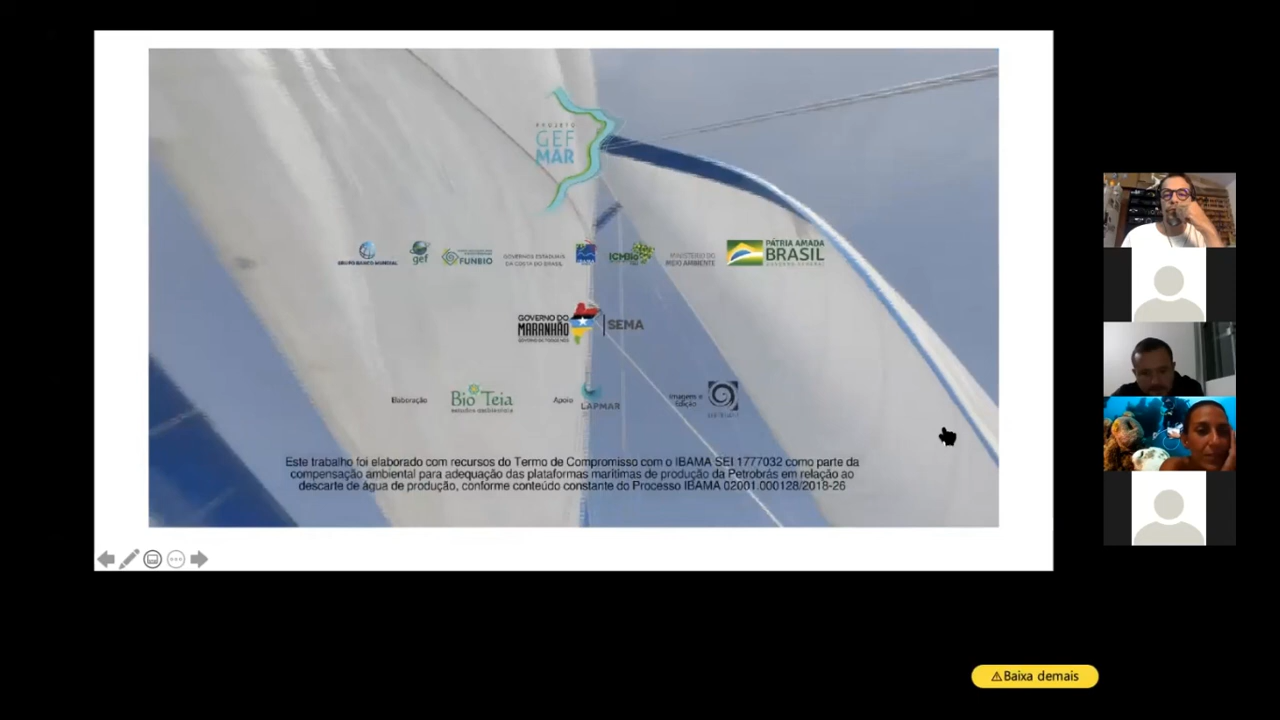 PROJETO
GEF
MAR
GRUPO BANCO MUNDIAL
gef
FUNBIO
GOVERNOS ESTADUAIS
DA COSTA DO BRASIL
ICMBio
MINISTÉRIO DO
MEIO AMBIENTE
PÁTRIA AMADA
BRASIL
GOVERNO FEDERAL
GOVERNO DO
MARANHÃO
SEMA
Elaboração
Bio Teia
estudos ambientais
Apoio
LAPMAR
Imagens e
Edição
Este trabalho foi elaborado com recursos do Termo de Compromisso com o IBAMA SEI 1777032 como parte da
compensação ambiental para adequação das plataformas marítimas de produção da Petrobrás em relação ao
descarte de água de produção, conforme conteúdo constante do Processo IBAMA 02001.000128/2018-26
⚠Baixa demais